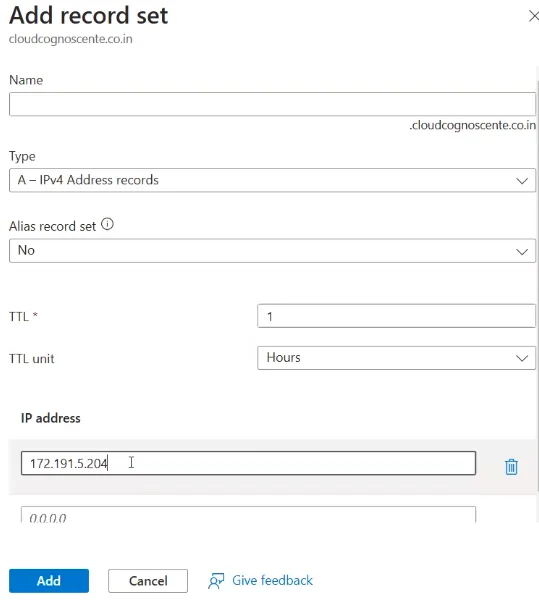 Add record set
cloudcognoscente.co.in
Name
.cloudcognoscente.co.in
Type
A – IPv4 Address records
Alias record set
No
TTL * 1
TTL unit Hours
IP address
172.191.5.204
0.0.0.0
Add Cancel Give feedback